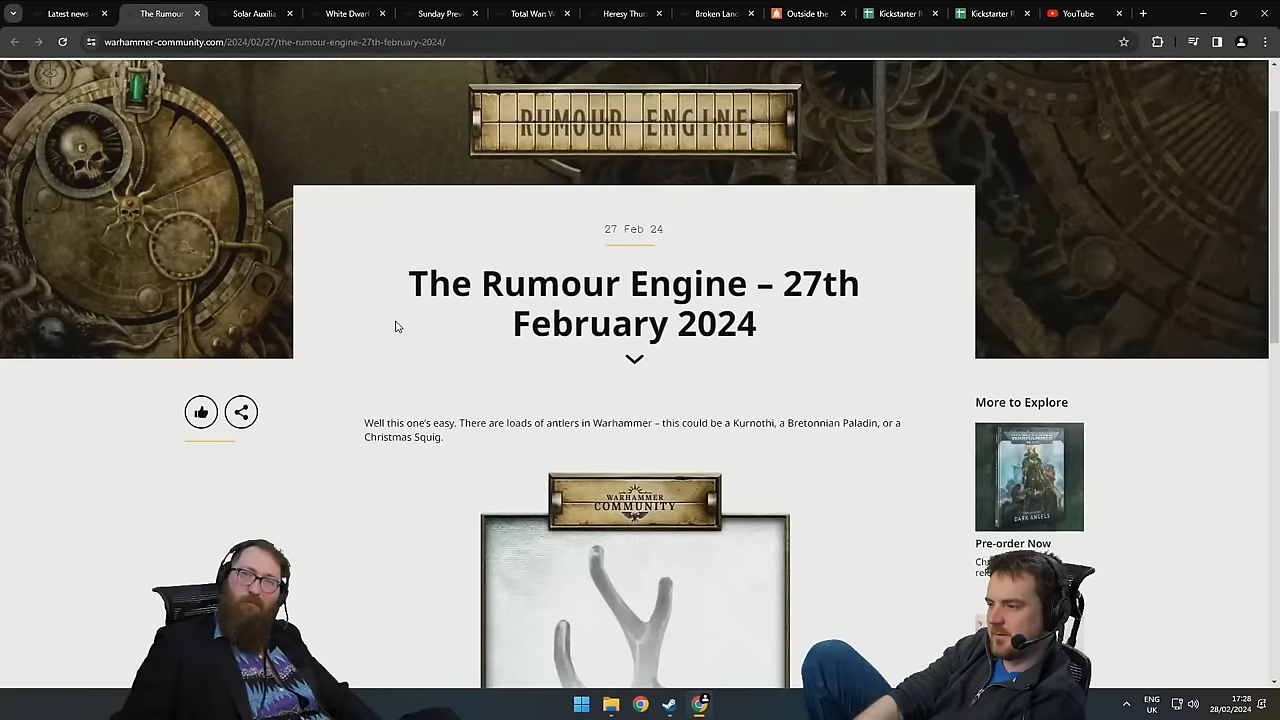 Latest news
The Rumour
Solar Auxilia
White Dwarf
Sunday Prev
Total War: W
Heresy Thurs
Broken Lanc
Outside the
Kickstarter R
Kickstarter R
YouTube
warhammer-community.com/2024/02/27/the-rumour-engine-27th-february-2024/
RUMOUR ENGINE
27 Feb 24
The Rumour Engine – 27th
February 2024
More to Explore
Well this one's easy. There are loads of antlers in Warhammer – this could be a Kurnothi, a Bretonnian Paladin, or a
Christmas Squig.
WARHAMMER
COMMUNITY
WARHAMMER
DARK ANGELS
Pre-order Now
ENG
UK
17:28
28/02/2024